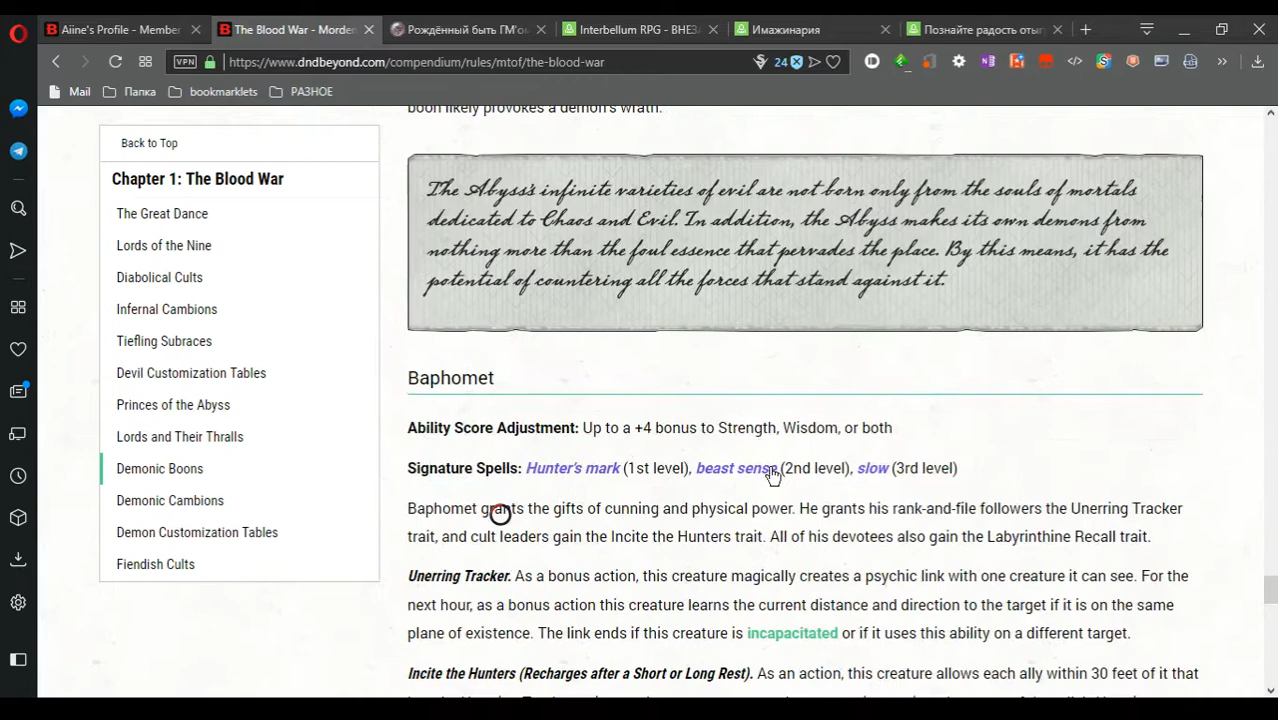 Aiine's Profile - Member
The Blood War - Morden
Рождённый быть ГМ'ом
Interbellum RPG - ВНЕЗА
Имажинария
Познайте радость отыг
VPN
https://www.dndbeyond.com/compendium/rules/mtof/the-blood-war
24
Mail
Папка
bookmarklets
РАЗНОЕ
boon likely provokes a demon's wrath.
Back to Top
Chapter 1: The Blood War
The Great Dance
Lords of the Nine
Diabolical Cults
Infernal Combations
Tiefling Subraces
Devil Customization Tables
Princes of the Abyss
Lords and Their Thralls
Demonic Boons
Demonic Cambions
Demon Customization Tables
Fiendish Cults
The Abyss's infinite varieties of evil are not born only from the souls of mortals
dedicated to Chaos and Evil. In addition, the Abyss makes its own demons from
nothing more than the foul essence that pervades the place. By this means, it has the
potential of countering all the forces that stand against it.
Baphomet
Ability Score Adjustment: Up to a +4 bonus to Strength, Wisdom, or both
Signature Spells: Hunter's mark (1st level), beast sense (2nd level), slow (3rd level)
Baphomet grants the gifts of cunning and physical power. He grants his rank-and-file followers the Unerring Tracker
trait, and cult leaders gain the Incite the Hunters trait. All of his devotees also gain the Labyrinthine Recall trait.
Unerring Tracker. As a bonus action, this creature magically creates a psychic link with one creature it can see. For the
next hour, as a bonus action this creature learns the current distance and direction to the target if it is on the same
plane of existence. The link ends if this creature is incapacitated or if it uses this ability on a different target.
Incite the Hunters (Recharges after a Short or Long Rest). As an action, this creature allows each ally within 30 feet of it that